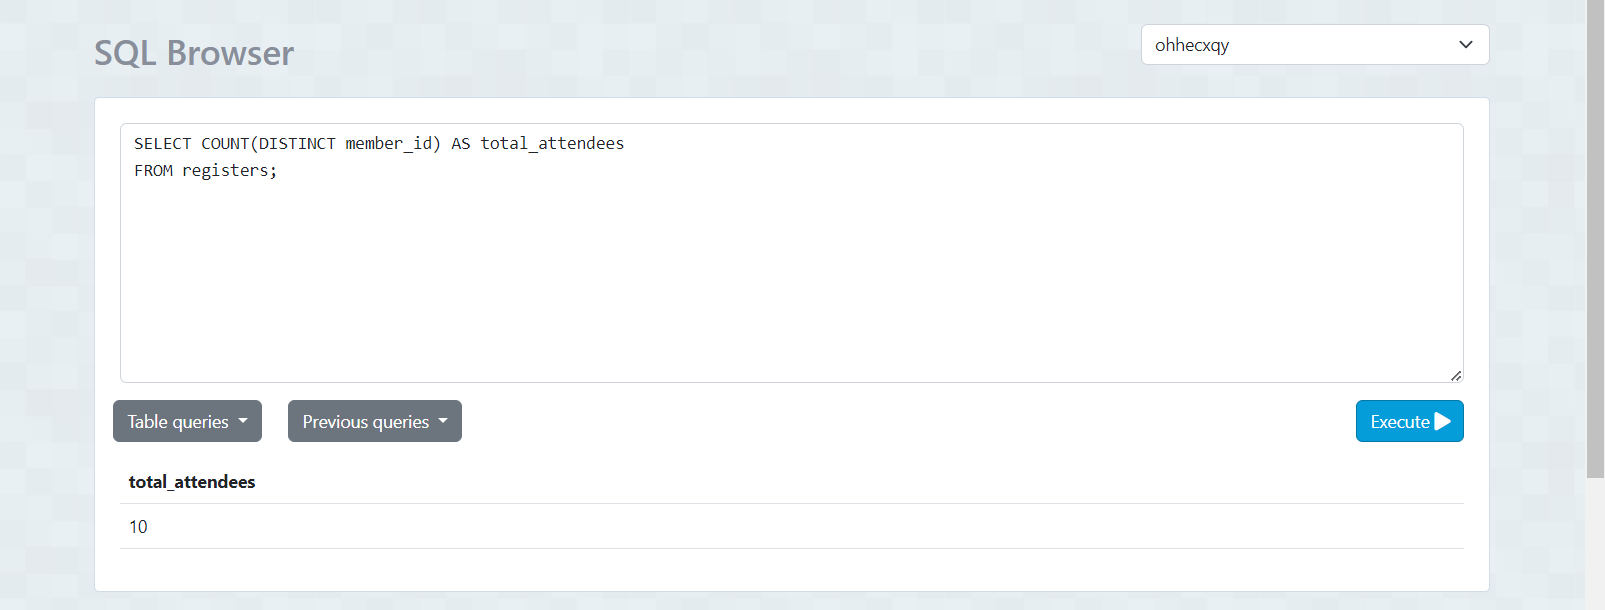 SQL Browser
ohhecxqy
SELECT COUNT(DISTINCT member_id) AS total_attendees
FROM registers;
Table queries
Previous queries
Execute
total_attendees
10